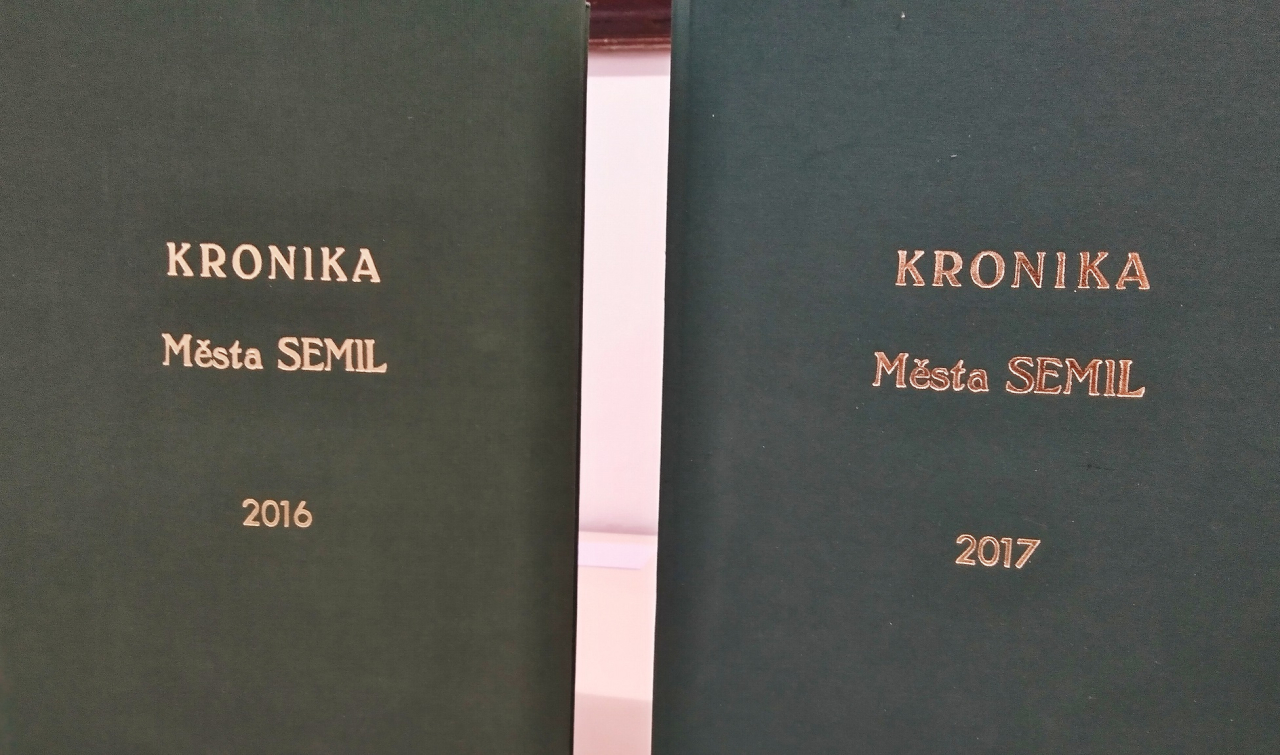 KRONIKA
Města SEMIL
2016
KRONIKA
Města SEMIL
2017